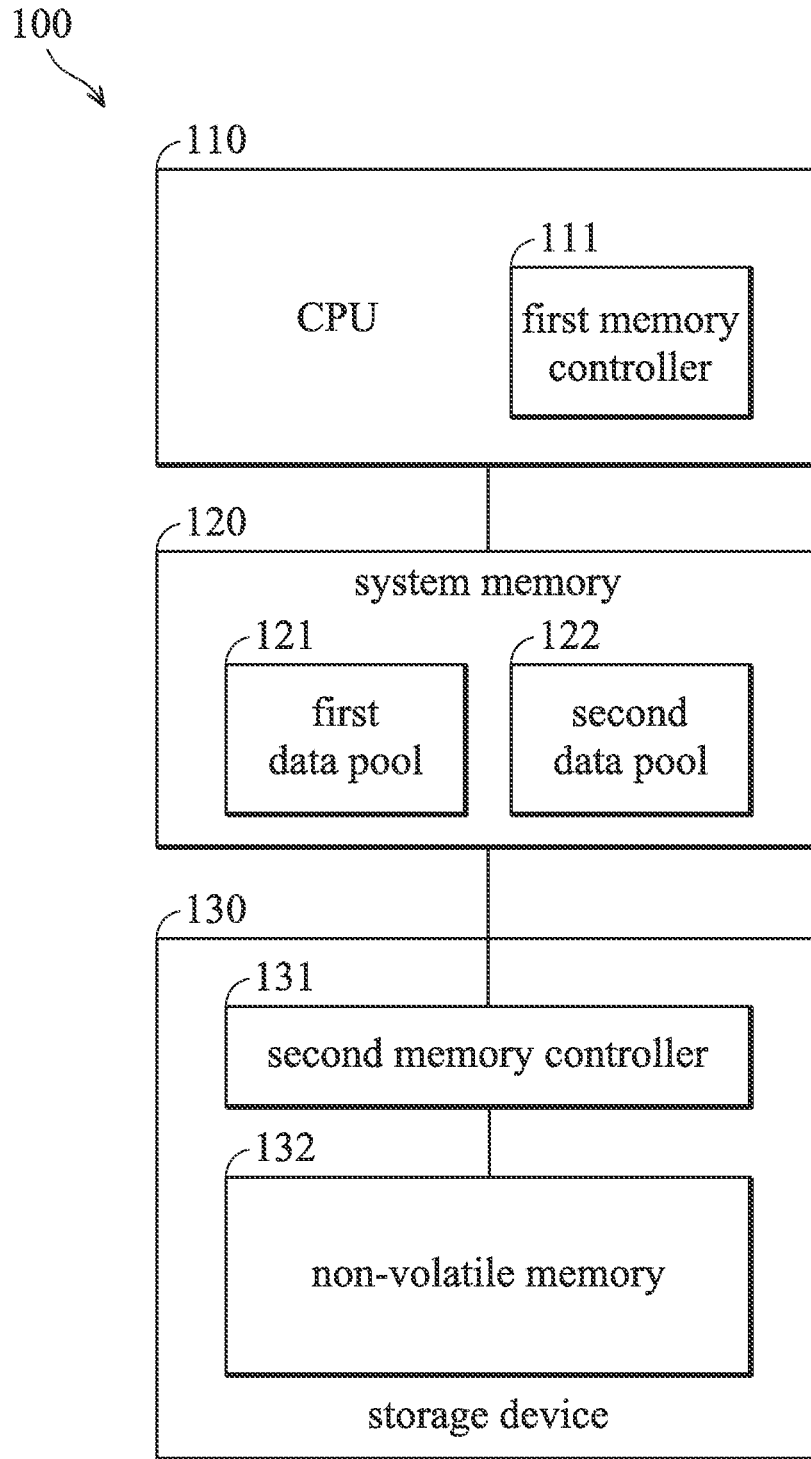 100
110
111
CPU
first memory
controller
120
system memory
121
122
first
data pool
second
data pool
130
131
second memory controller
132
non-volatile memory
storage device